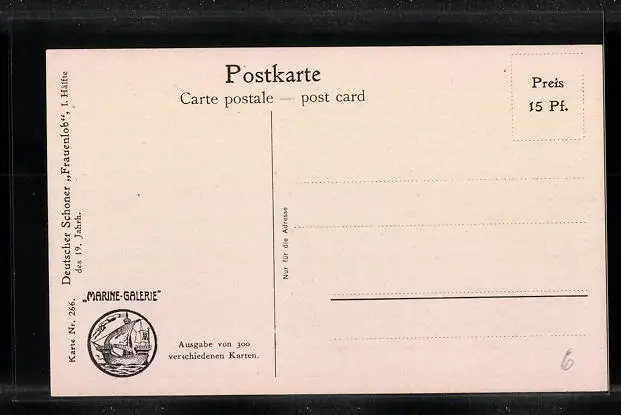 Postkarte
Carte postale — post card
Preis
15 Pf.
Deutscher Schoner „Frauenlob“, I. Hälfte
des 19. Jahrh.
Karte Nr. 266.
„MARINE-GALERIE“
Ausgabe von 300
verschiedenen Karten.
Nur für die Adresse
6